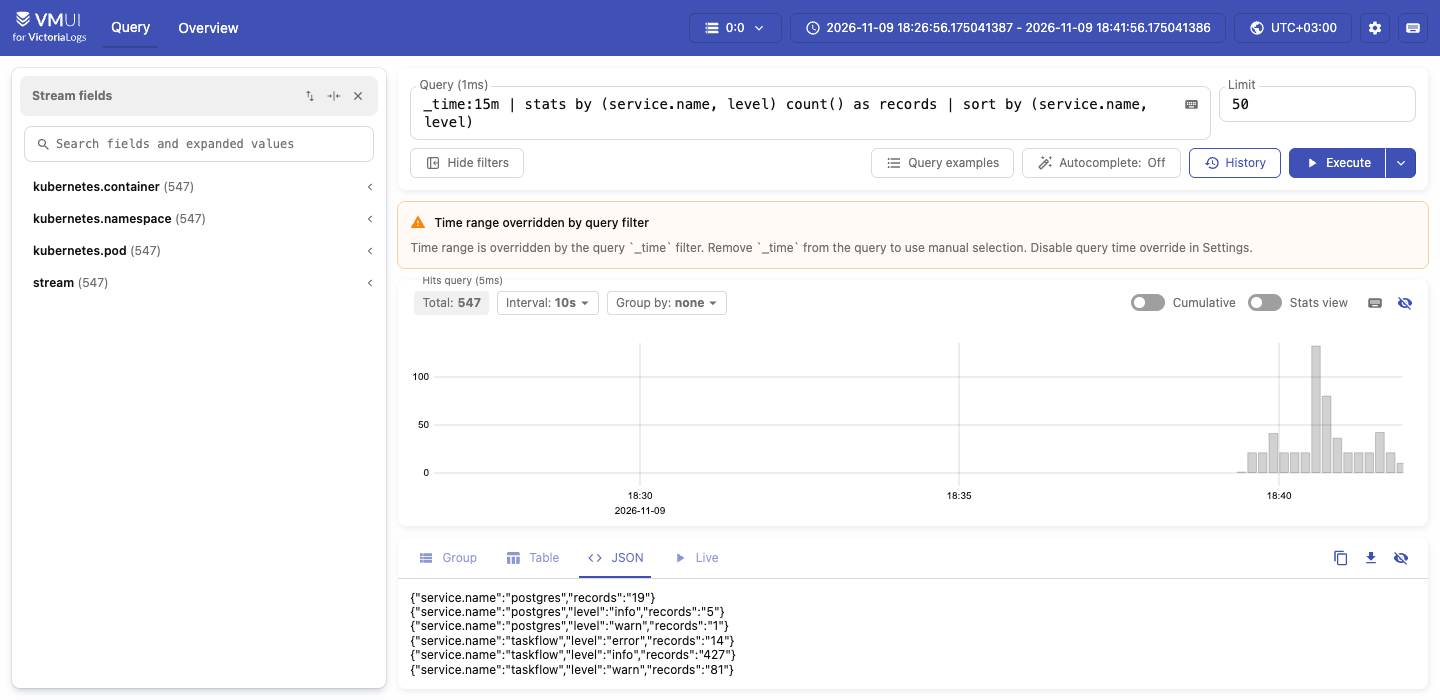 VMUI
for VictoriaLogs
Query
Overview
0:0
2026-11-09 18:26:56.175041387 - 2026-11-09 18:41:56.175041386
UTC+03:00
Stream fields
Search fields and expanded values
kubernetes.container (547)
kubernetes.namespace (547)
kubernetes.pod (547)
stream (547)
Query (1ms)
_time:15m | stats by (service.name, level) count() as records | sort by (service.name,
level)
Limit
50
Hide filters
Query examples
Autocomplete: Off
History
Execute
Time range overridden by query filter
Time range is overridden by the query `_time` filter. Remove `_time` from the query to use manual selection. Disable query time override in Settings.
Hits query (5ms)
Total: 547
Interval: 10s
Group by: none
Cumulative
Stats view
100
50
0
18:30
2026-11-09
18:35
18:40
Group
Table
JSON
Live
{"service.name":"postgres","records":"19"}
{"service.name":"postgres","level":"info","records":"5"}
{"service.name":"postgres","level":"warn","records":"1"}
{"service.name":"taskflow","level":"error","records":"14"}
{"service.name":"taskflow","level":"info","records":"427"}
{"service.name":"taskflow","level":"warn","records":"81"}